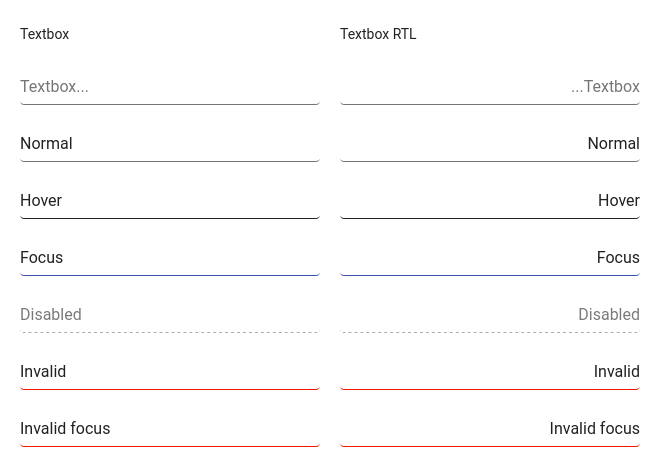 Textbox Textbox RTL
Textbox... ...Textbox
Normal Normal
Hover Hover
Focus Focus
Disabled Disabled
Invalid Invalid
Invalid focus Invalid focus